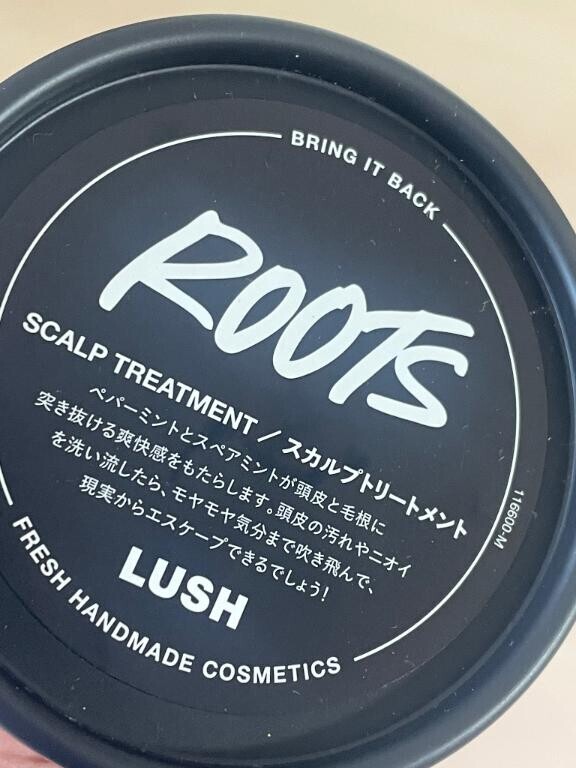 BRING IT BACK
ROOTS
SCALP TREATMENT / スカルプトリートメント
ペパーミントとスペアミントが頭皮と毛根に
突き抜ける爽快感をもたらします。頭皮の汚れやニオイ
を洗い流したら、モヤモヤ気分まで吹き飛んで、
現実からエスケープできるでしょう!
LUSH
FRESH HANDMADE COSMETICS
116600-M